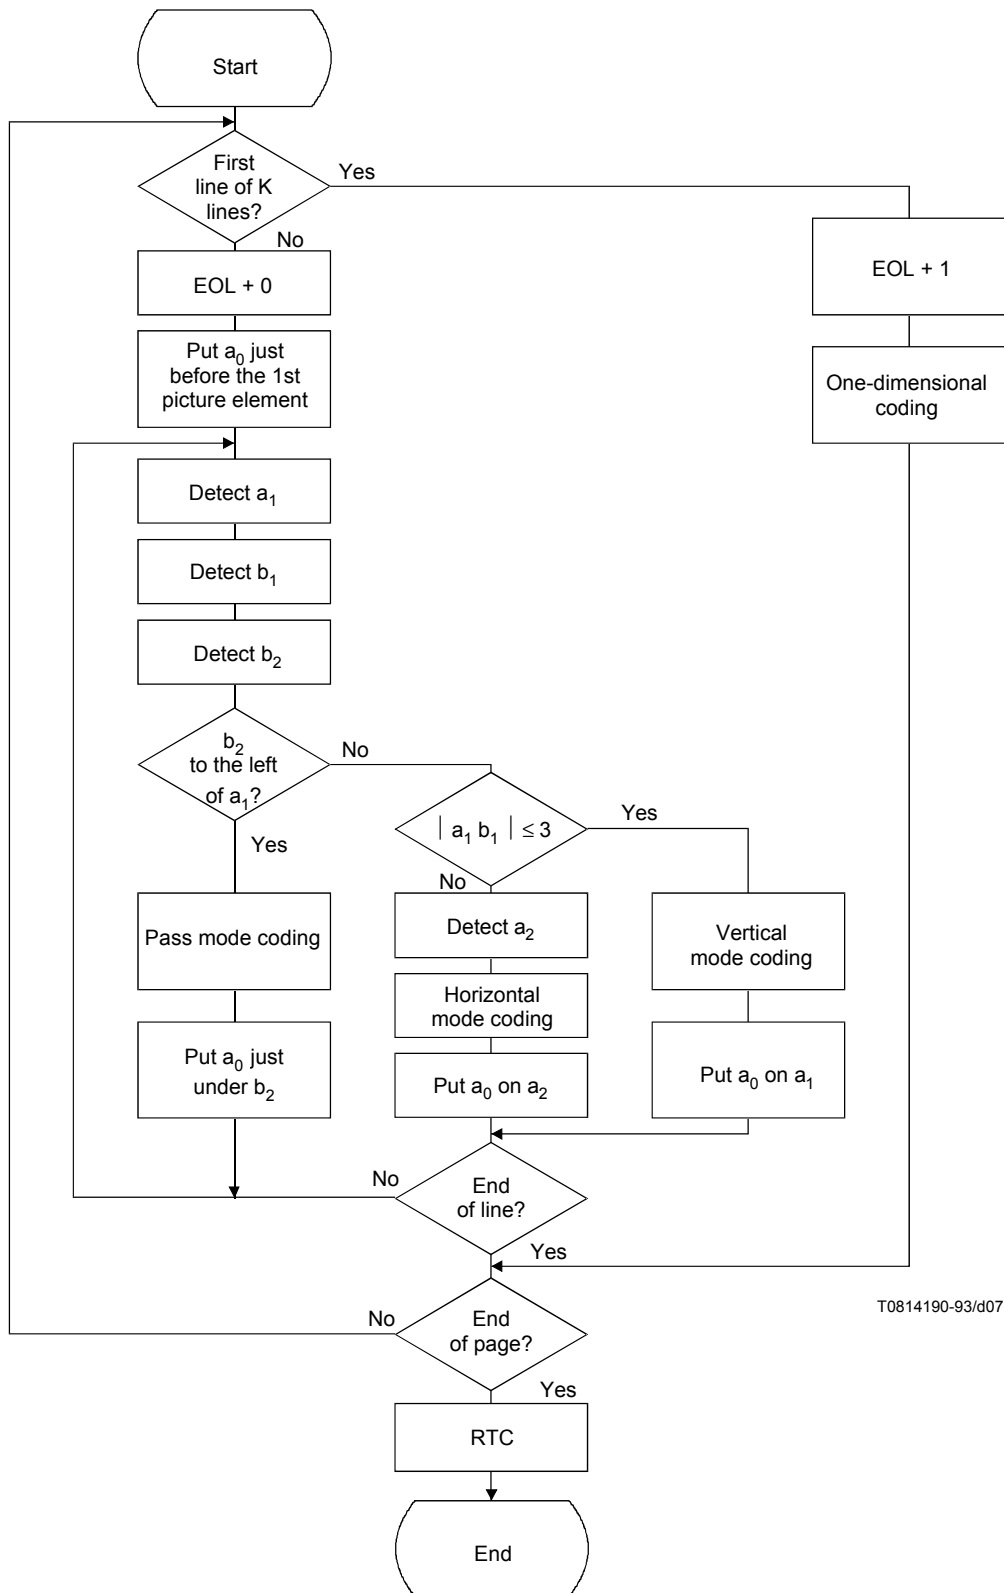 Start
First
line of K
lines?
Yes
No
EOL + 0
EOL + 1
Put a0 just
before the 1st
picture element
One-dimensional
coding
Detect a1
Detect b1
Detect b2
b2
to the left
of a1?
No
Yes
| a1 b1 | ≤ 3
Yes
No
Pass mode coding
Detect a2
Vertical
mode coding
Horizontal
mode coding
Put a0 just
under b2
Put a0 on a2
Put a0 on a1
No
End
of line?
Yes
T0814190-93/d07
No
End
of page?
Yes
RTC
End